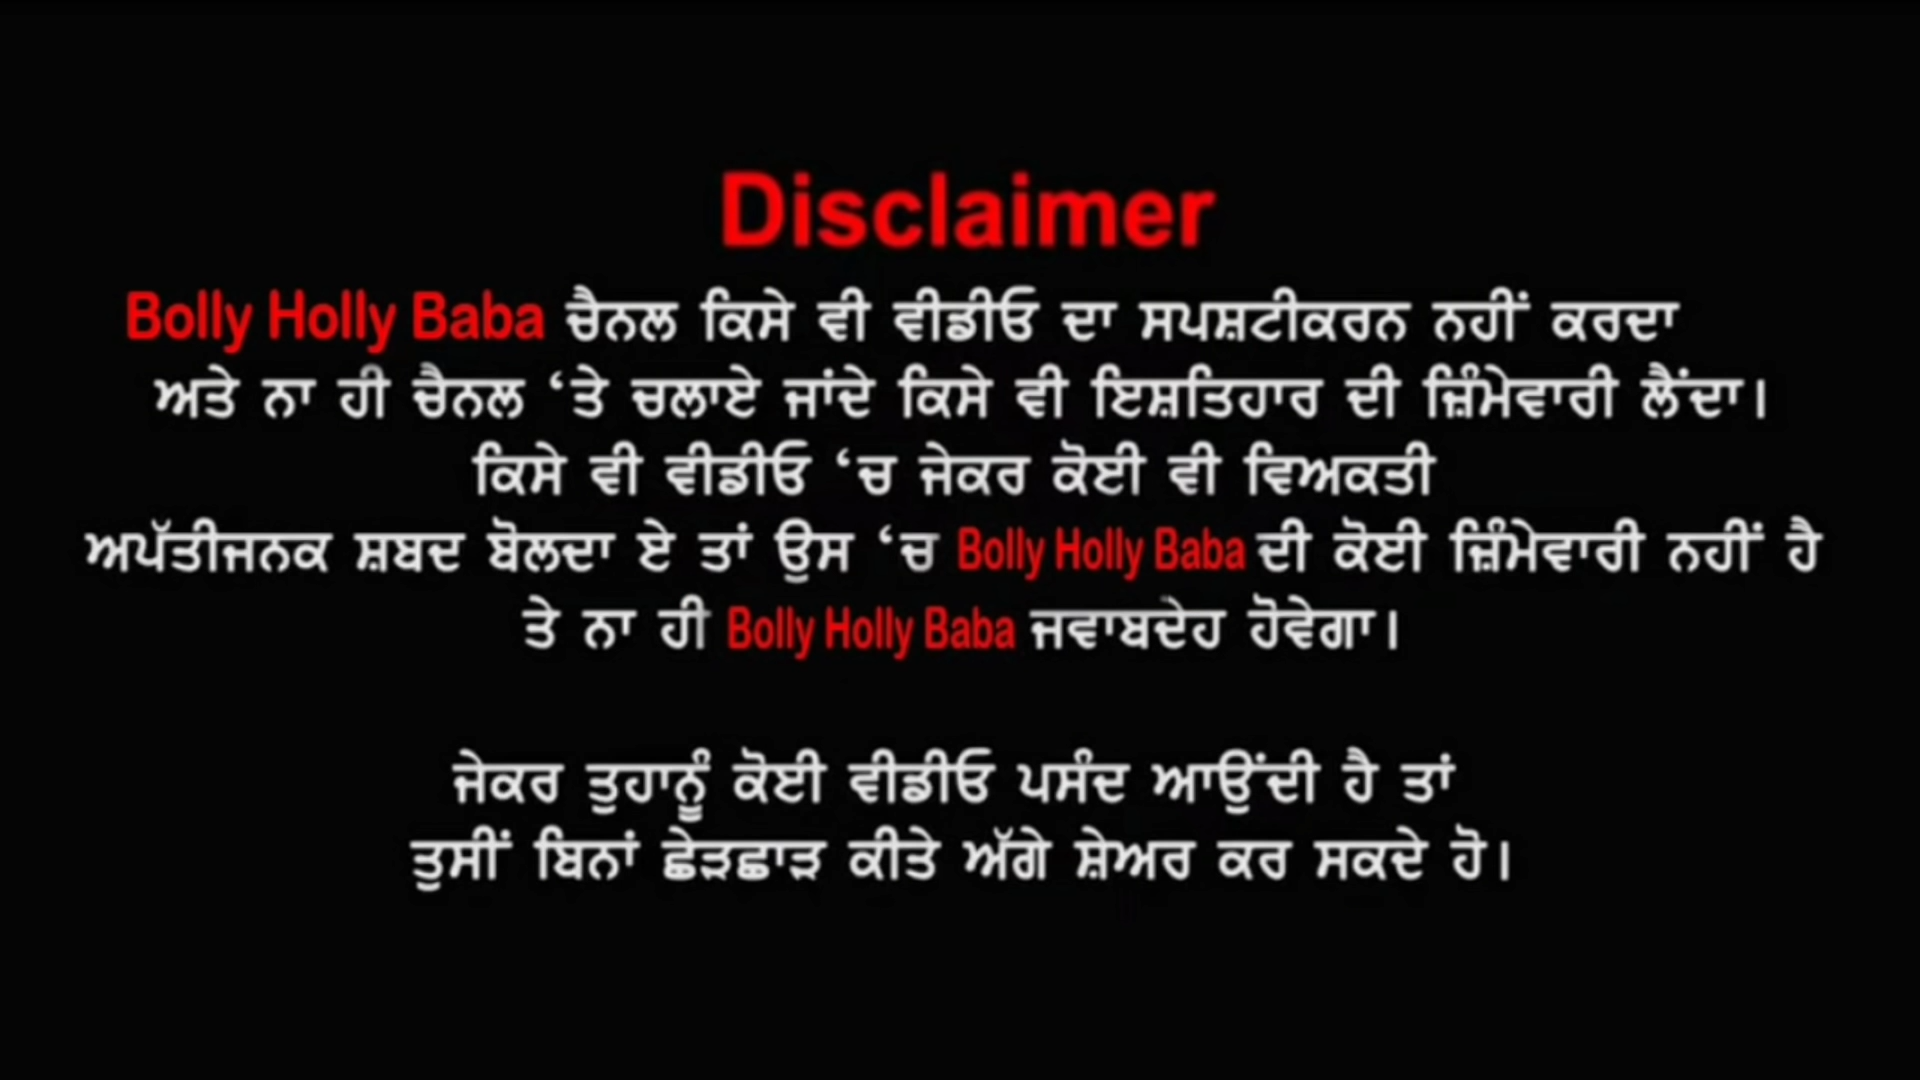 Disclaimer
Bolly Holly Baba ਚੈਨਲ ਕਿਸੇ ਵੀ ਵੀਡੀਓ ਦਾ ਸਪਸ਼ਟੀਕਰਨ ਨਹੀਂ ਕਰਦਾ
ਅਤੇ ਨਾ ਹੀ ਚੈਨਲ ‘ਤੇ ਚਲਾਏ ਜਾਂਦੇ ਕਿਸੇ ਵੀ ਇਸ਼ਤਿਹਾਰ ਦੀ ਜ਼ਿੰਮੇਵਾਰੀ ਲੈਂਦਾ।
ਕਿਸੇ ਵੀ ਵੀਡੀਓ ‘ਚ ਜੇਕਰ ਕੋਈ ਵੀ ਵਿਅਕਤੀ
ਅਪੱਤੀਜਨਕ ਸ਼ਬਦ ਬੋਲਦਾ ਏ ਤਾਂ ਉਸ ‘ਚ Bolly Holly Baba ਦੀ ਕੋਈ ਜ਼ਿੰਮੇਵਾਰੀ ਨਹੀਂ ਹੈ
ਤੇ ਨਾ ਹੀ Bolly Holly Baba ਜਵਾਬਦੇਹ ਹੋਵੇਗਾ।
ਜੇਕਰ ਤੁਹਾਨੂੰ ਕੋਈ ਵੀਡੀਓ ਪਸੰਦ ਆਉਂਦੀ ਹੈ ਤਾਂ
ਤੁਸੀਂ ਬਿਨਾਂ ਛੇੜਛਾੜ ਕੀਤੇ ਅੱਗੇ ਸ਼ੇਅਰ ਕਰ ਸਕਦੇ ਹੋ।